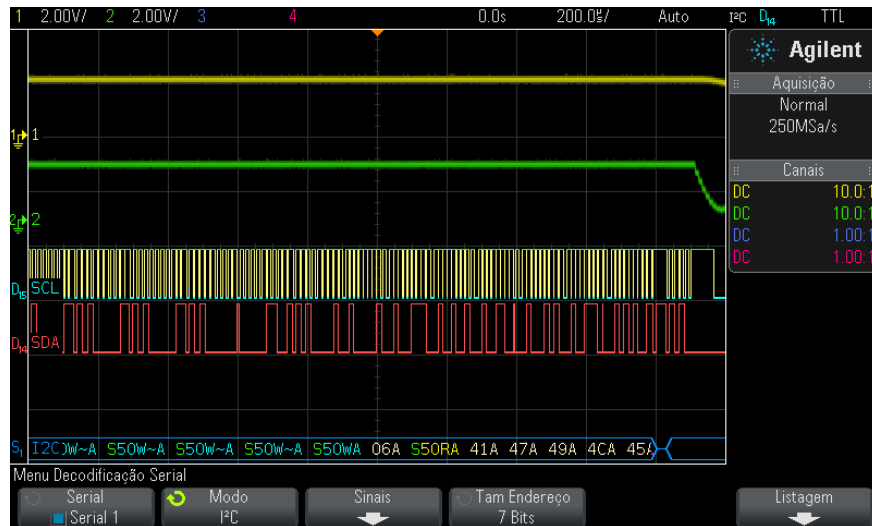 1 2.00V/ 2 2.00V/ 3 4 0.0s 200.0㎲/ Auto I²C D14 TTL
Agilent
Aquisição
Normal
250MSa/s
Canais
DC 10.0:1
DC 10.0:1
DC 1.00:1
DC 1.00:1
1 1
2 2
D15 SCL
D14 SDA
S1 I2C 0W~A S50W~A S50W~A S50W~A S50WA 06A S50RA 41A 47A 49A 4CA 45A
Menu Decodificação Serial
Serial Modo Sinais Tam Endereço Listagem
Serial 1 I²C 7 Bits